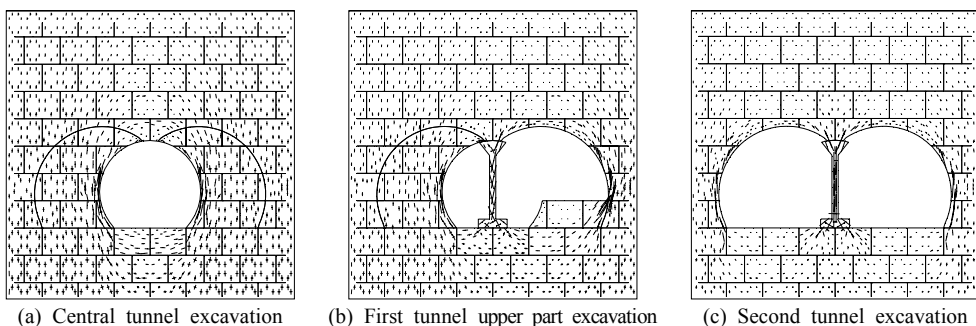 (a) Central tunnel excavation
(b) First tunnel upper part excavation
(c) Second tunnel excavation